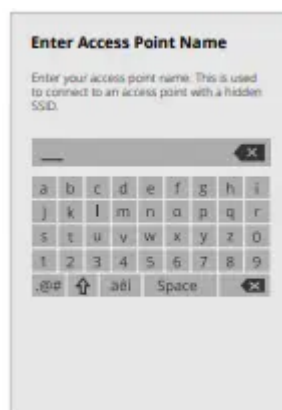 Enter Access Point Name
Enter your access point name. This is used
to connect to an access point with a hidden
SSID.
a b c d e f g h i
j k l m n o p q r
s t u v w x y z 0
1 2 3 4 5 6 7 8 9
.@# áëì Space